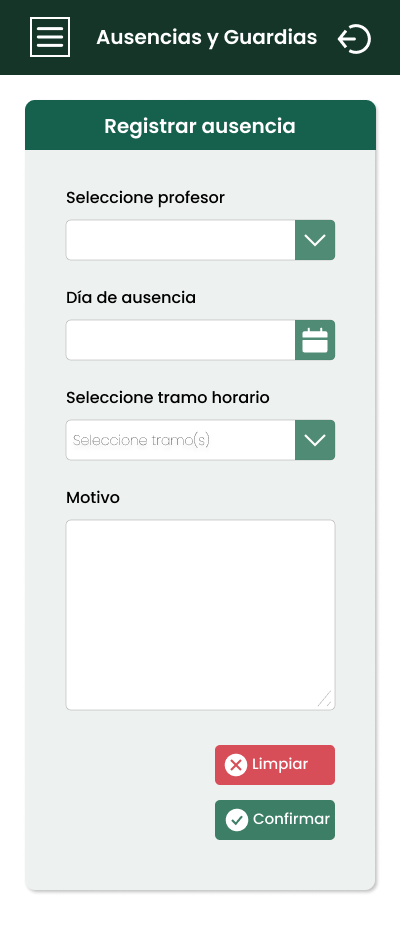 Ausencias y Guardias
Registrar ausencia
Seleccione profesor
Día de ausencia
Seleccione tramo horario
Seleccione tramo(s)
Motivo
Limpiar
Confirmar